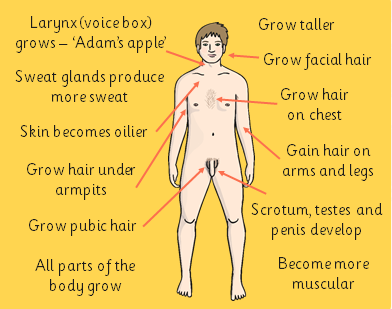 Larynx (voice box)
grows – 'Adam's apple'
Sweat glands produce
more sweat
Skin becomes oilier
Grow hair under
armpits
Grow pubic hair
All parts of the
body grow
Grow taller
Grow facial hair
Grow hair
on chest
Gain hair on
arms and legs
Scrotum, testes and
penis develop
Become more
muscular